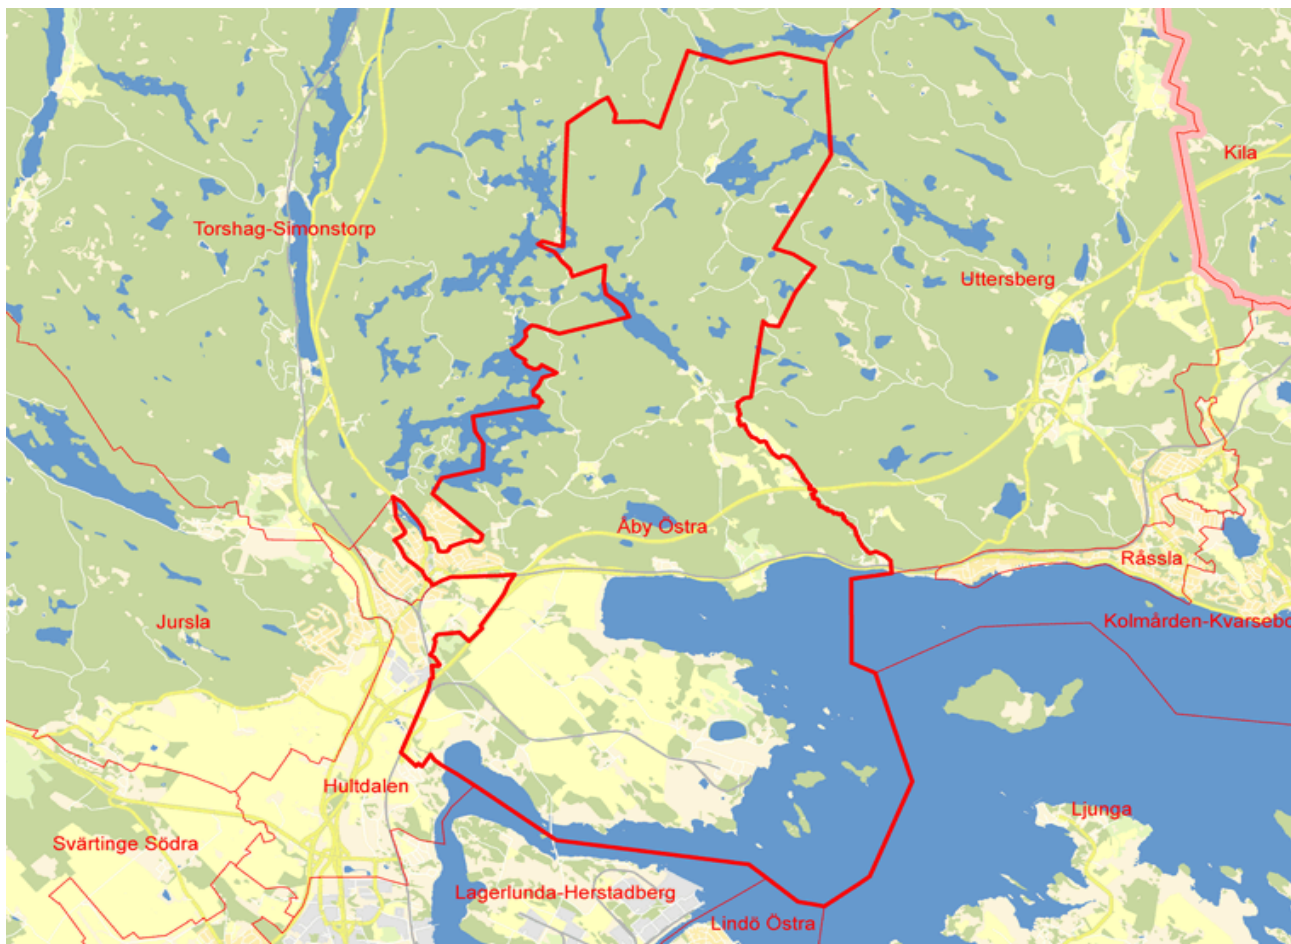 Kila
Torshag-Simonstorp
Uttersberg
Åby Östra
Råssla
Jursla
Kolmården-Kvarsebo
Hultdalen
Ljunga
Svärtinge Södra
Lagerlunda-Herstadberg
Lindö Östra